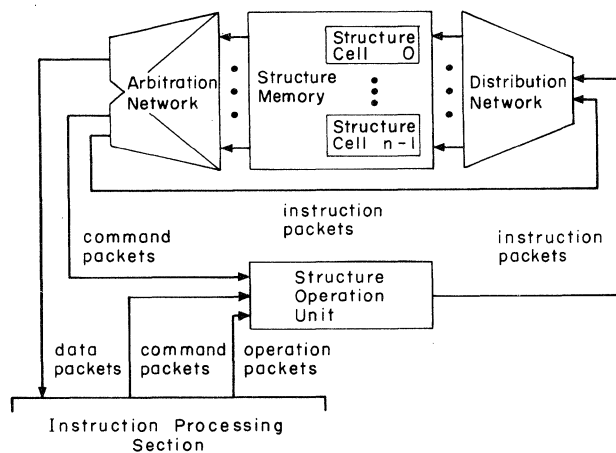 Arbitration
Network
Structure
Memory
Structure
Cell 0
Structure
Cell n-1
Distribution
Network
instruction
packets
command
packets
instruction
packets
Structure
Operation
Unit
data
packets
command
packets
operation
packets
Instruction Processing
Section